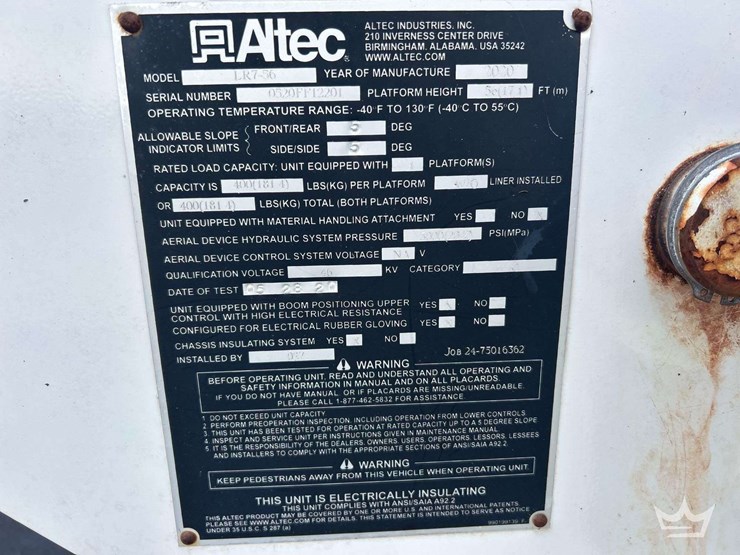 Altec
ALTEC INDUSTRIES, INC.
210 INVERNESS CENTER DRIVE
BIRMINGHAM, ALABAMA, USA 35242
WWW.ALTEC.COM
MODEL YEAR OF MANUFACTURE 2020
SERIAL NUMBER PLATFORM HEIGHT FT (m)
OPERATING TEMPERATURE RANGE: -40°F TO 130°F (-40°C TO 55°C)
ALLOWABLE SLOPE INDICATOR LIMITS
FRONT/REAR 5 DEG
SIDE/SIDE 5 DEG
RATED LOAD CAPACITY: UNIT EQUIPPED WITH 1 PLATFORM(S)
CAPACITY IS 400(181.4) LBS(KG) PER PLATFORM LINER INSTALLED
OR 400(181.4) LBS(KG) TOTAL (BOTH PLATFORMS)
UNIT EQUIPPED WITH MATERIAL HANDLING ATTACHMENT YES NO
AERIAL DEVICE HYDRAULIC SYSTEM PRESSURE PSI(MPa)
AERIAL DEVICE CONTROL SYSTEM VOLTAGE NA V
QUALIFICATION VOLTAGE 46 KV CATEGORY
DATE OF TEST 05 28 20
UNIT EQUIPPED WITH BOOM POSITIONING UPPER YES X NO
CONTROL WITH HIGH ELECTRICAL RESISTANCE
CONFIGURED FOR ELECTRICAL RUBBER GLOVING YES X NO
CHASSIS INSULATING SYSTEM YES X NO
INSTALLED BY JOB 24-75016362
WARNING
BEFORE OPERATING UNIT, READ AND UNDERSTAND ALL OPERATING AND
SAFETY INFORMATION IN MANUAL AND ON ALL PLACARDS.
IF YOU DO NOT HAVE MANUAL, OR IF PLACARDS ARE MISSING/UNREADABLE,
PLEASE CALL 1-877-462-5832 FOR ASSISTANCE.
1 DO NOT EXCEED UNIT CAPACITY
2 PERFORM PREOPERATION INSPECTION, INCLUDING OPERATION FROM LOWER CONTROLS
3 THIS UNIT HAS BEEN TESTED FOR OPERATION AT RATED CAPACITY UP TO A 5 DEGREE SLOPE
4 INSPECT AND SERVICE UNIT PER INSTRUCTIONS GIVEN IN MAINTENANCE MANUAL
5 IT IS THE RESPONSIBILITY OF THE DEALERS, OWNERS, USERS, OPERATORS, LESSORS, LESSEES
AND INSTALLERS TO COMPLY WITH THE APPROPRIATE SECTIONS OF ANSI/SAIA A92.2
WARNING
KEEP PEDESTRIANS AWAY FROM THIS VEHICLE WHEN OPERATING UNIT.
THIS UNIT IS ELECTRICALLY INSULATING
THIS UNIT COMPLIES WITH ANSI/SAIA A92.2
THIS ALTEC PRODUCT MAY BE COVERED BY ONE OR MORE U.S. AND INTERNATIONAL PATENTS.
PLEASE SEE WWW.ALTEC.COM FOR DETAILS. THIS STATEMENT IS INTENDED TO SERVE AS NOTICE
UNDER 35 U.S.C. § 287 (a)